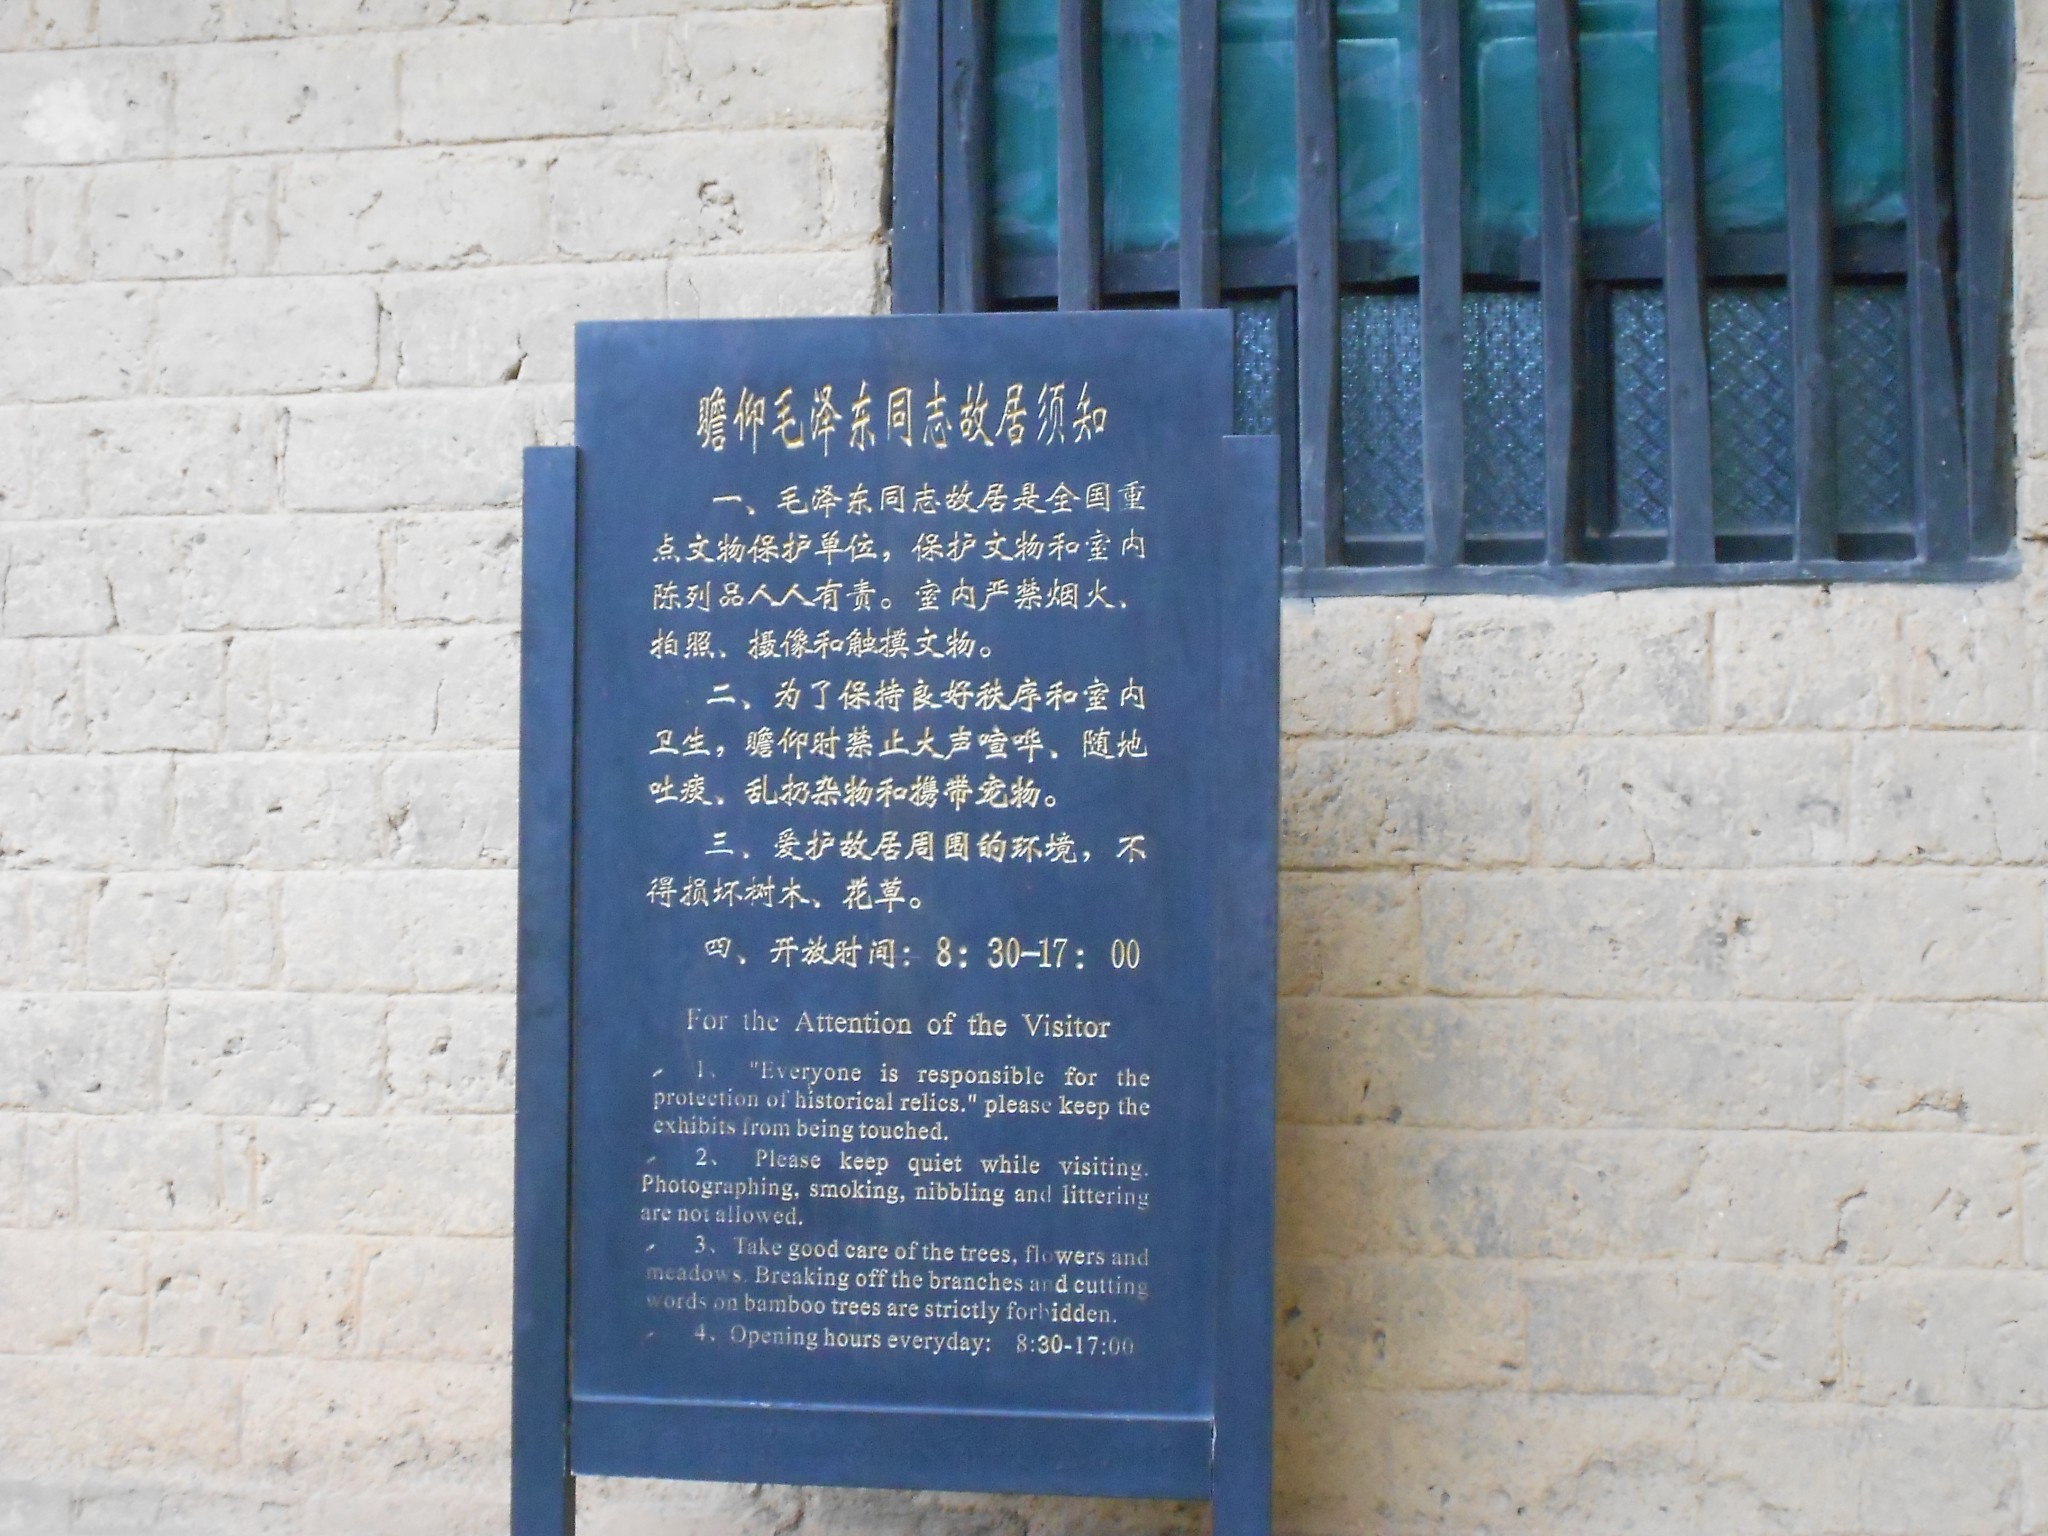 瞻仰毛泽东同志故居须知
一、毛泽东同志故居是全国重
点文物保护单位，保护文物和室内
陈列品人人有责。室内严禁烟火、
拍照、摄像和触摸文物。
二、为了保持良好秩序和室内
卫生，瞻仰时禁止大声喧哗、随地
吐痰、乱扔杂物和携带宠物。
三、爱护故居周围的环境，不
得损坏树木、花草。
四、开放时间：8：30—17：00
For the Attention of the Visitor
1、 "Everyone is responsible for the
protection of historical relics." please keep the
exhibits from being touched.
2、 Please keep quiet while visiting.
Photographing, smoking, nibbling and littering
are not allowed.
3、Take good care of the trees, flowers and
meadows. Breaking off the branches and cutting
words on bamboo trees are strictly forbidden.
4、Opening hours everyday: 8:30-17:00